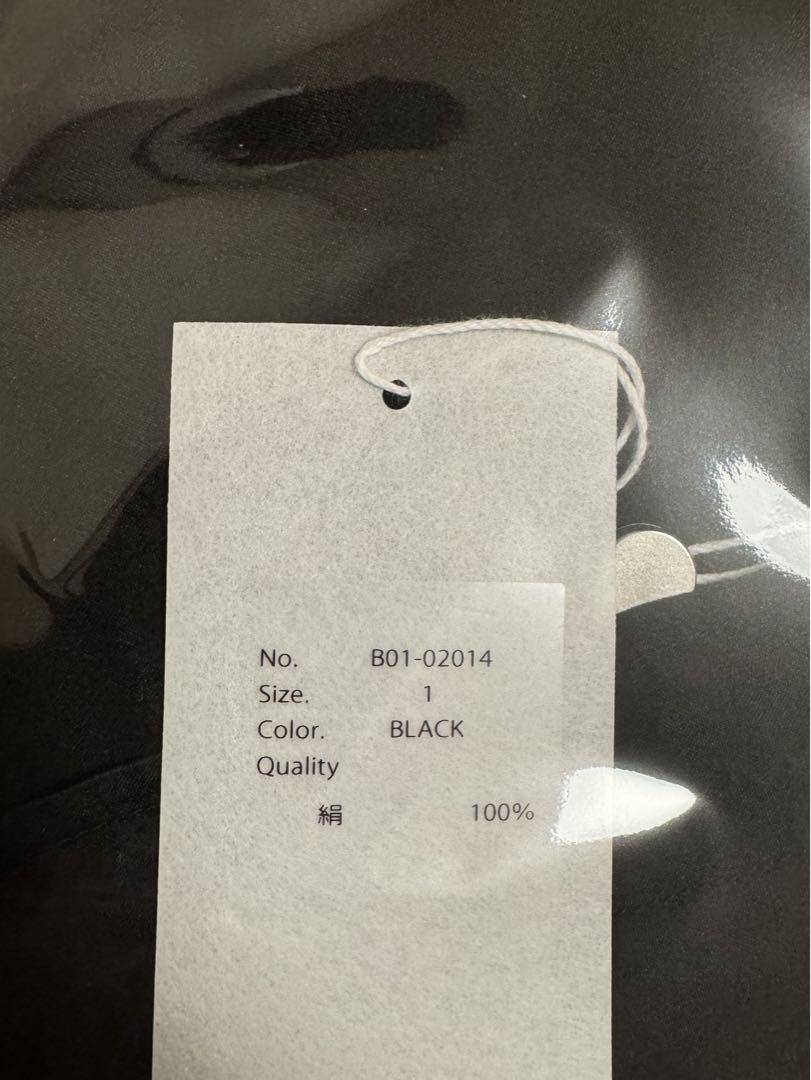 No. B01-02014
Size. 1
Color. BLACK
Quality
絹 100%